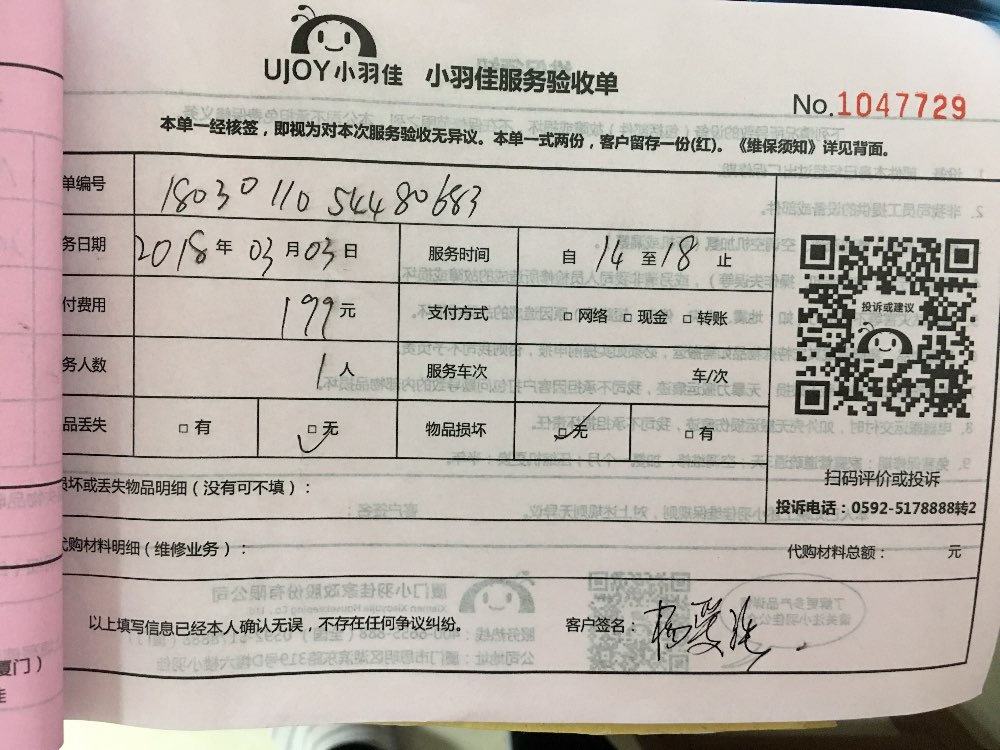 UJOY小羽佳 小羽佳服务验收单
No.1047729
本单一经核签，即视为对本次服务验收无异议。本单一式两份，客户留存一份(红)。《维保须知》详见背面。
单编号 1803011054480683
务日期 2018年03月03日 服务时间 自14至18止
付费用 199元 支付方式 □网络 □现金 □转账
务人数 1人 服务车次 车/次
品丢失 □有 □无 物品损坏 □无 □有
投诉或建议
扫码评价或投诉
投诉电话：0592-5178888转2
损坏或丢失物品明细（没有可不填）：
代购材料明细（维修业务）： 代购材料总额： 元
以上填写信息已经本人确认无误，不存在任何争议纠纷。 客户签名：
厦门）
佳